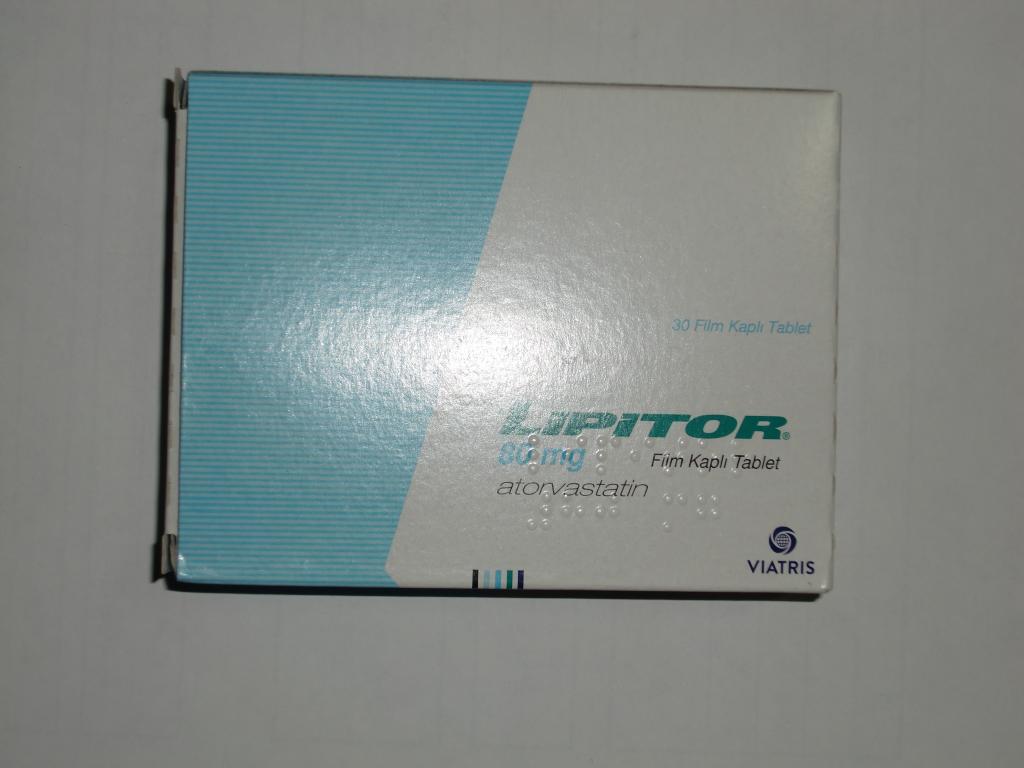 30 Film Kaplı Tablet
LIPITOR®
80 mg
Film Kaplı Tablet
atorvastatin
VIATRIS